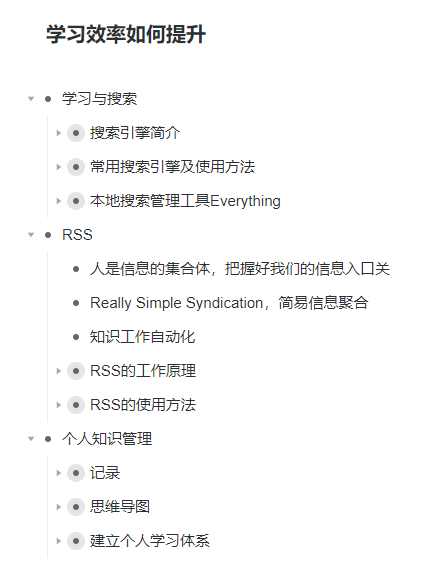 学习效率如何提升
学习与搜索
搜索引擎简介
常用搜索引擎及使用方法
本地搜索管理工具Everything
RSS
人是信息的集合体，把握好我们的信息入口关
Really Simple Syndication，简易信息聚合
知识工作自动化
RSS的工作原理
RSS的使用方法
个人知识管理
记录
思维导图
建立个人学习体系